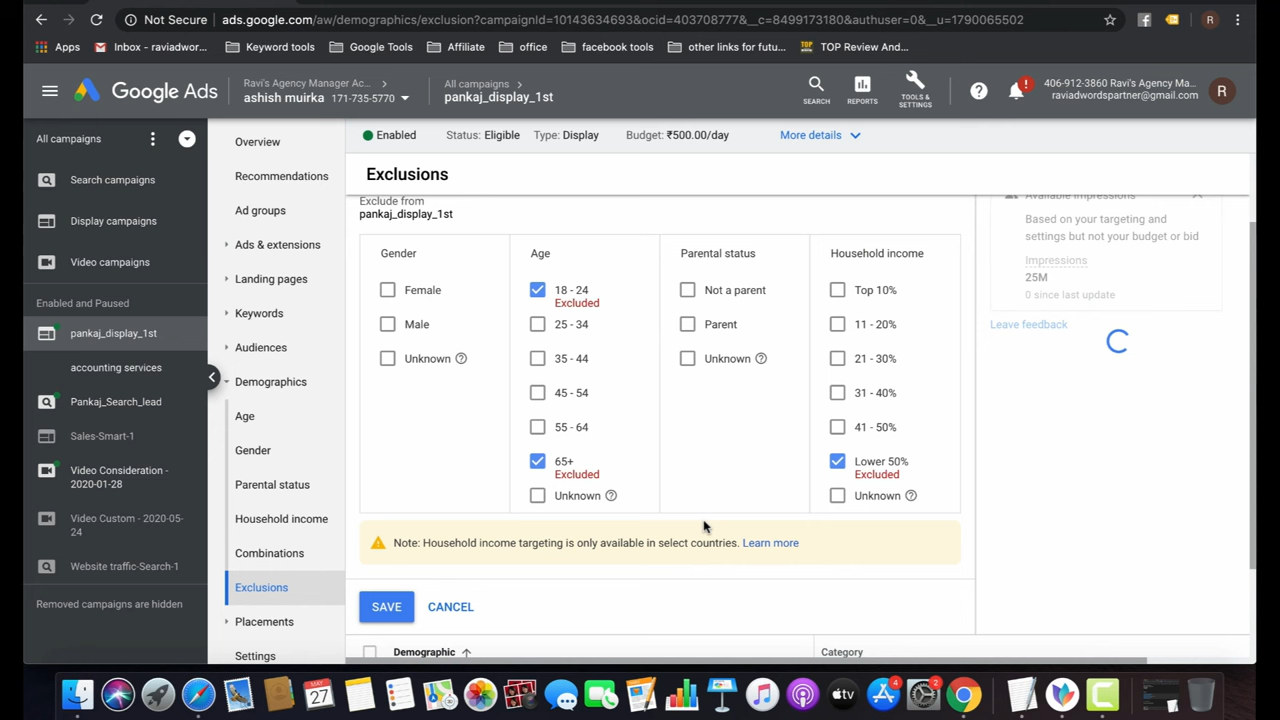 Not Secure | ads.google.com/aw/demographics/exclusion?campaignId=10143634693&ocid=403708777&__c=8499173180&authuser=0&__u=1790065502
R
Apps
Inbox - raviadwor...
Keyword tools
Google Tools
Affiliate
office
facebook tools
other links for futu...
TOP Review And...
Google Ads
Ravi's Agency Manager Ac...
ashish muirka 171-735-5770
All campaigns
pankaj_display_1st
SEARCH
REPORTS
TOOLS &
SETTINGS
406-912-3860 Ravi's Agency Ma...
raviadwordspartner@gmail.com
R
All campaigns
Search campaigns
Display campaigns
Video campaigns
Enabled and Paused
pankaj_display_1st
accounting services
Pankaj_Search_lead
Sales-Smart-1
Video Consideration -
2020-01-28
Video Custom - 2020-05-
24
Website traffic-Search-1
Removed campaigns are hidden
Overview
Recommendations
Ad groups
Ads & extensions
Landing pages
Keywords
Audiences
Demographics
Age
Gender
Parental status
Household income
Combinations
Exclusions
Placements
Settings
Enabled Status: Eligible Type: Display Budget: ₹500.00/day More details
Exclusions
Exclude from
pankaj_display_1st
Gender
Female
Male
Unknown
Age
18 - 24
Excluded
25 - 34
35 - 44
45 - 54
55 - 64
65+
Excluded
Unknown
Parental status
Not a parent
Parent
Unknown
Household income
Top 10%
11 - 20%
21 - 30%
31 - 40%
41 - 50%
Lower 50%
Excluded
Unknown
Note: Household income targeting is only available in select countries. Learn more
SAVE CANCEL
Demographic Category
Available impressions
Based on your targeting and
settings but not your budget or bid
Impressions
25M
0 since last update
Leave feedback
MAY
27
tv
4
2